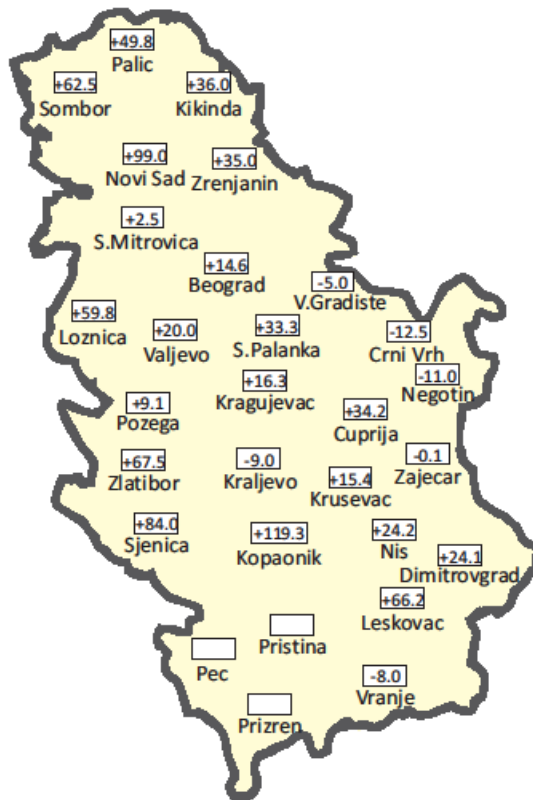 +49.8
Palic
+62.5
Sombor
+36.0
Kikinda
+99.0
Novi Sad
+35.0
Zrenjanin
+2.5
S.Mitrovica
+14.6
Beograd
-5.0
V.Gradiste
+59.8
Loznica
+20.0
Valjevo
+33.3
S.Palanka
-12.5
Crni Vrh
+16.3
Kragujevac
-11.0
Negotin
+9.1
Pozega
+34.2
Cuprija
+67.5
Zlatibor
-9.0
Kraljevo
+15.4
Krusevac
-0.1
Zajecar
+84.0
Sjenica
+119.3
Kopaonik
+24.2
Nis
+24.1
Dimitrovgrad
+66.2
Leskovac
Pristina
Pec
-8.0
Vranje
Prizren